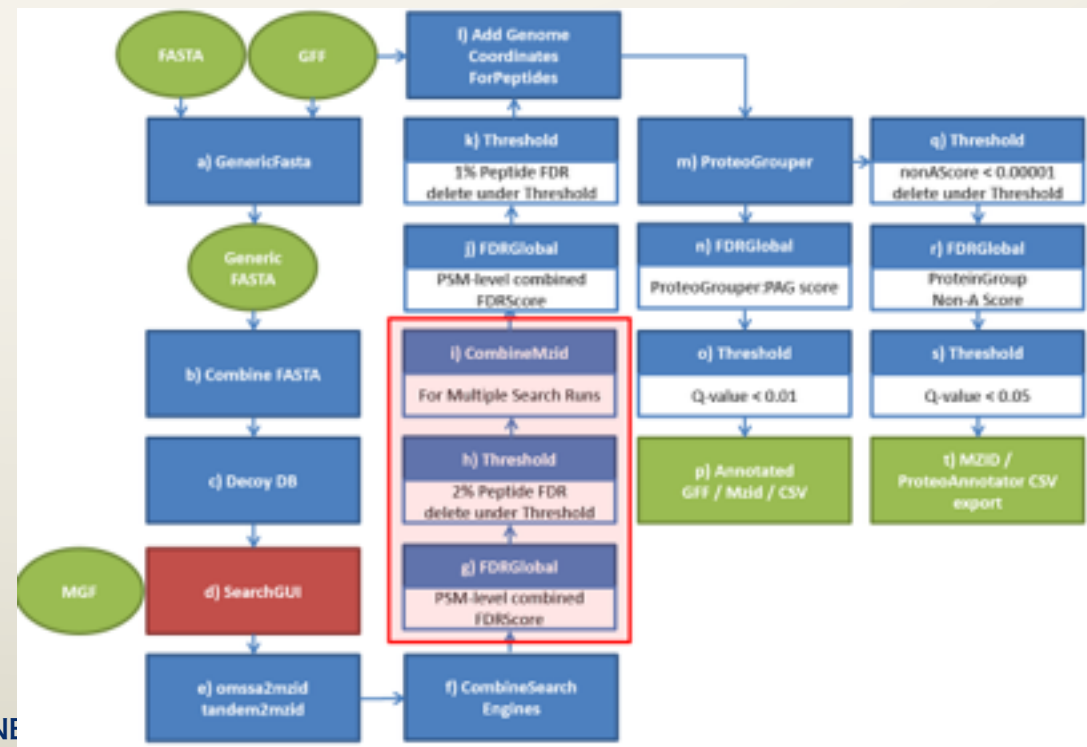 FASTA
GFF
l) Add Genome
Coordinates
ForPeptides
a) GenericFasta
k) Threshold
1% Peptide FDR
delete under Threshold
m) ProteoGrouper
q) Threshold
nonAScore < 0.00001
delete under Threshold
Generic
FASTA
j) FDRGlobal
PSM-level combined
FDRScore
n) FDRGlobal
ProteoGrouper:PAG score
r) FDRGlobal
ProteinGroup
Non-A Score
b) Combine FASTA
i) CombineMzid
For Multiple Search Runs
o) Threshold
Q-value < 0.01
s) Threshold
Q-value < 0.05
c) Decoy DB
h) Threshold
2% Peptide FDR
delete under Threshold
p) Annotated
GFF / Mzid / CSV
t) MZID /
ProteoAnnotator CSV
export
MGF
d) SearchGUI
g) FDRGlobal
PSM-level combined
FDRScore
e) omssa2mzid
tandem2mzid
f) CombineSearch
Engines